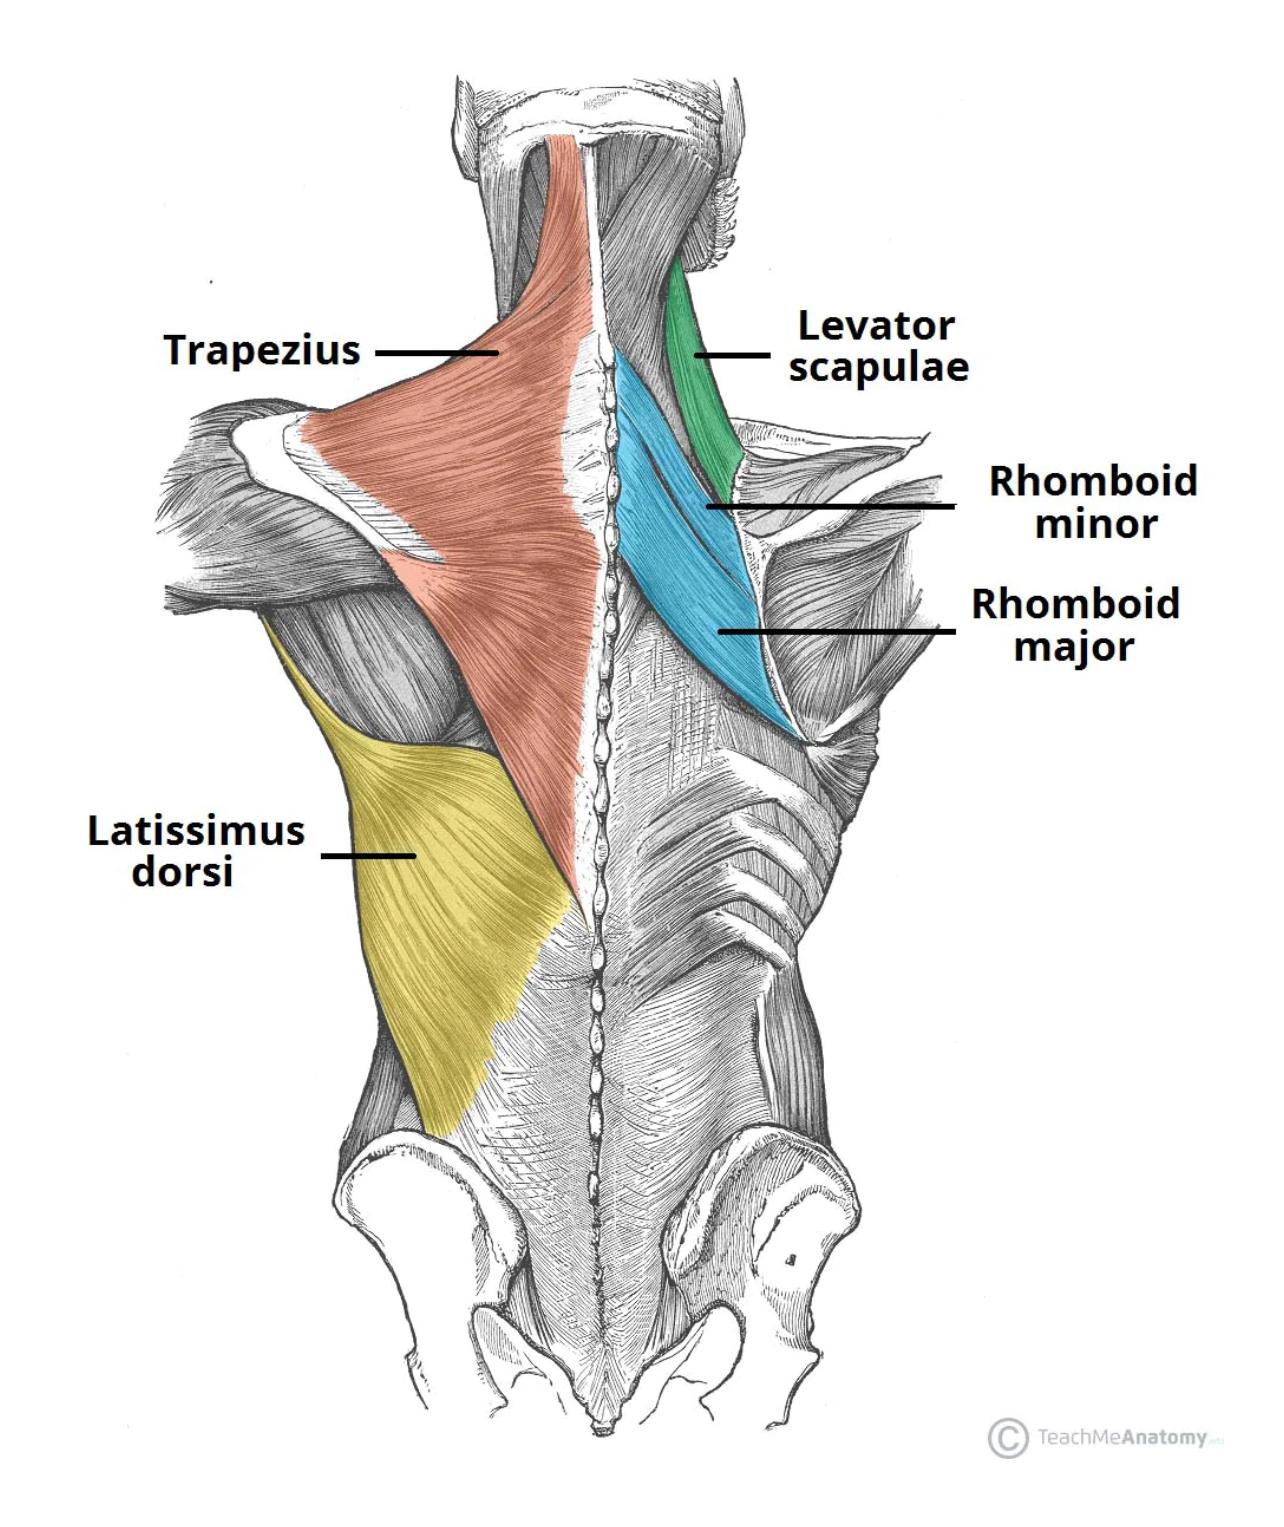 Trapezius
Levator
scapulae
Rhomboid
minor
Rhomboid
major
Latissimus
dorsi
© TeachMeAnatomy